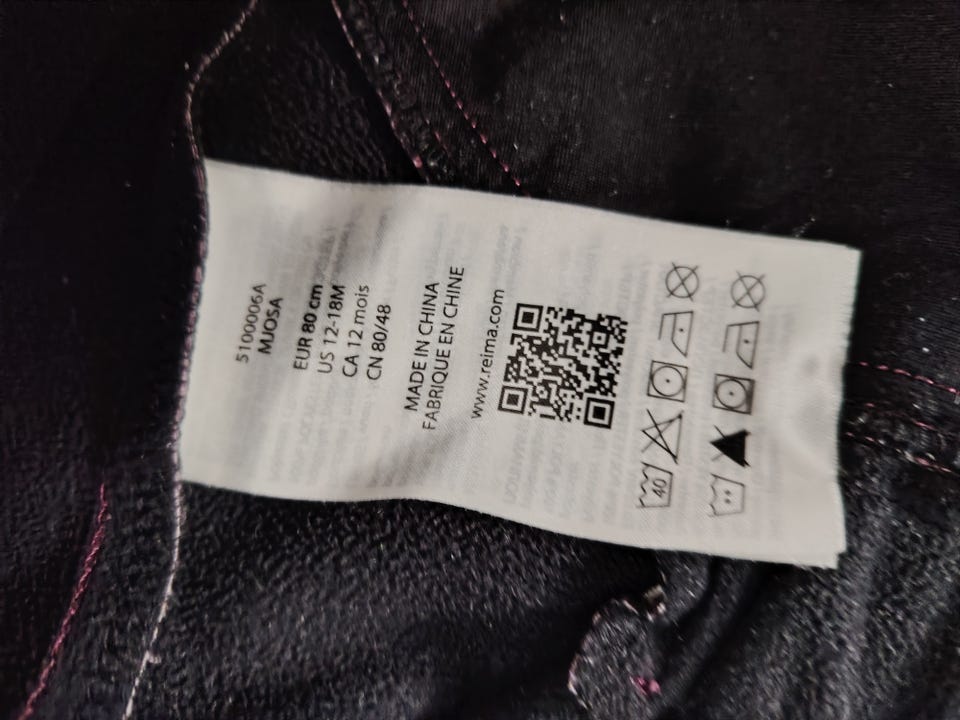 5100006A
MJOSA
EUR 80 cm
US 12-18M
CA 12 mois
CN 80/48
MADE IN CHINA
FABRIQUE EN CHINE
www.reima.com
40